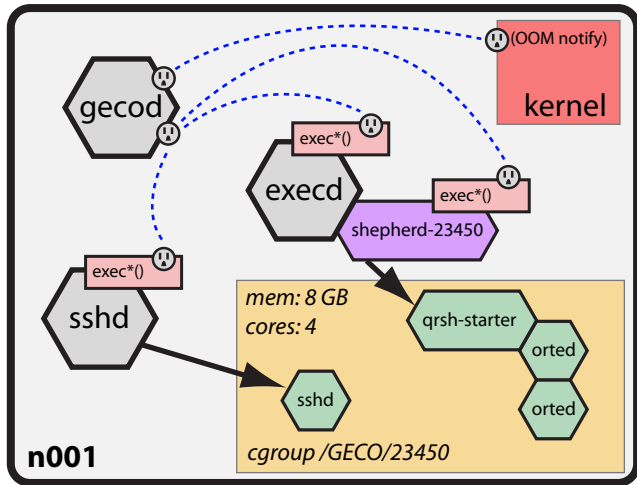 (OOM notify)
kernel
gecod
exec*()
execd
exec*()
shepherd-23450
exec*()
sshd
mem: 8 GB
cores: 4
qrsh-starter
orted
sshd
orted
cgroup /GECO/23450
n001